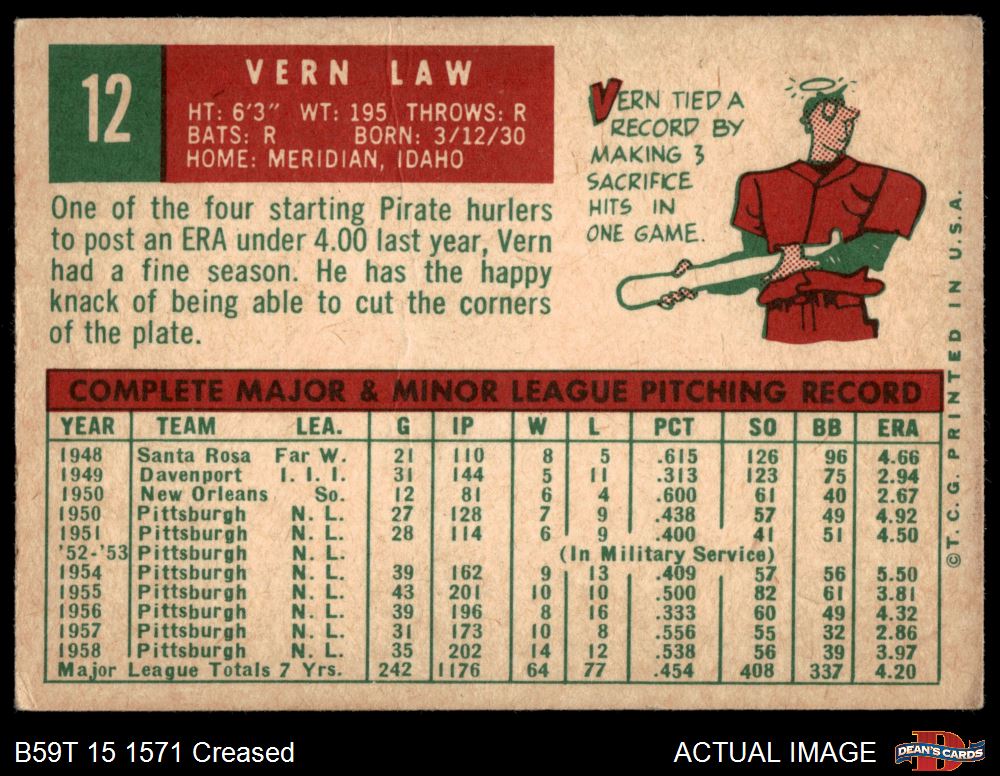 12
VERN LAW
HT: 6'3" WT: 195 THROWS: R
BATS: R BORN: 3/12/30
HOME: MERIDIAN, IDAHO
One of the four starting Pirate hurlers
to post an ERA under 4.00 last year, Vern
had a fine season. He has the happy
knack of being able to cut the corners
of the plate.
VERN TIED A
RECORD BY
MAKING 3
SACRIFICE
HITS IN
ONE GAME.
COMPLETE MAJOR & MINOR LEAGUE PITCHING RECORD
YEAR TEAM LEA. G IP W L PCT SO BB ERA
1948 Santa Rosa Far W. 21 110 8 5 .615 126 96 4.66
1949 Davenport I. I. I. 31 144 5 11 .313 123 75 2.94
1950 New Orleans So. 12 81 6 4 .600 61 40 2.67
1950 Pittsburgh N. L. 27 128 7 9 .438 57 49 4.92
1951 Pittsburgh N. L. 28 114 6 9 .400 41 51 4.50
'52-'53 Pittsburgh N. L. (In Military Service)
1954 Pittsburgh N. L. 39 162 9 13 .409 57 56 5.50
1955 Pittsburgh N. L. 43 201 10 10 .500 82 61 3.81
1956 Pittsburgh N. L. 39 196 8 16 .333 60 49 4.32
1957 Pittsburgh N. L. 31 173 10 8 .556 55 32 2.86
1958 Pittsburgh N. L. 35 202 14 12 .538 56 39 3.97
Major League Totals 7 Yrs. 242 1176 64 77 .454 408 337 4.20
© T. C. G. PRINTED IN U. S. A.
B59T 15 1571 Creased
ACTUAL IMAGE
DEAN'S CARDS